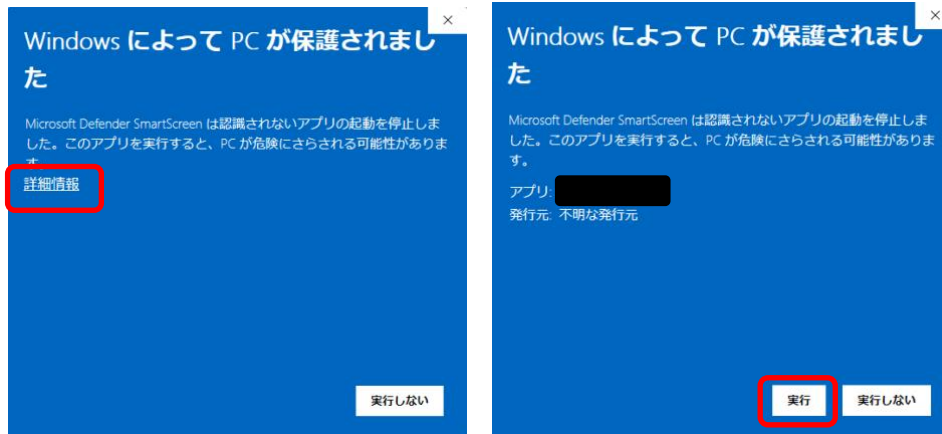 Windows によって PC が保護されまし
た
Microsoft Defender SmartScreen は認識されないアプリの起動を停止しま
した。このアプリを実行すると、PC が危険にさらされる可能性がありま
す。
詳細情報
実行しない
Windows によって PC が保護されまし
た
Microsoft Defender SmartScreen は認識されないアプリの起動を停止しま
した。このアプリを実行すると、PC が危険にさらされる可能性がありま
す。
アプリ:
発行元: 不明な発行元
実行 実行しない